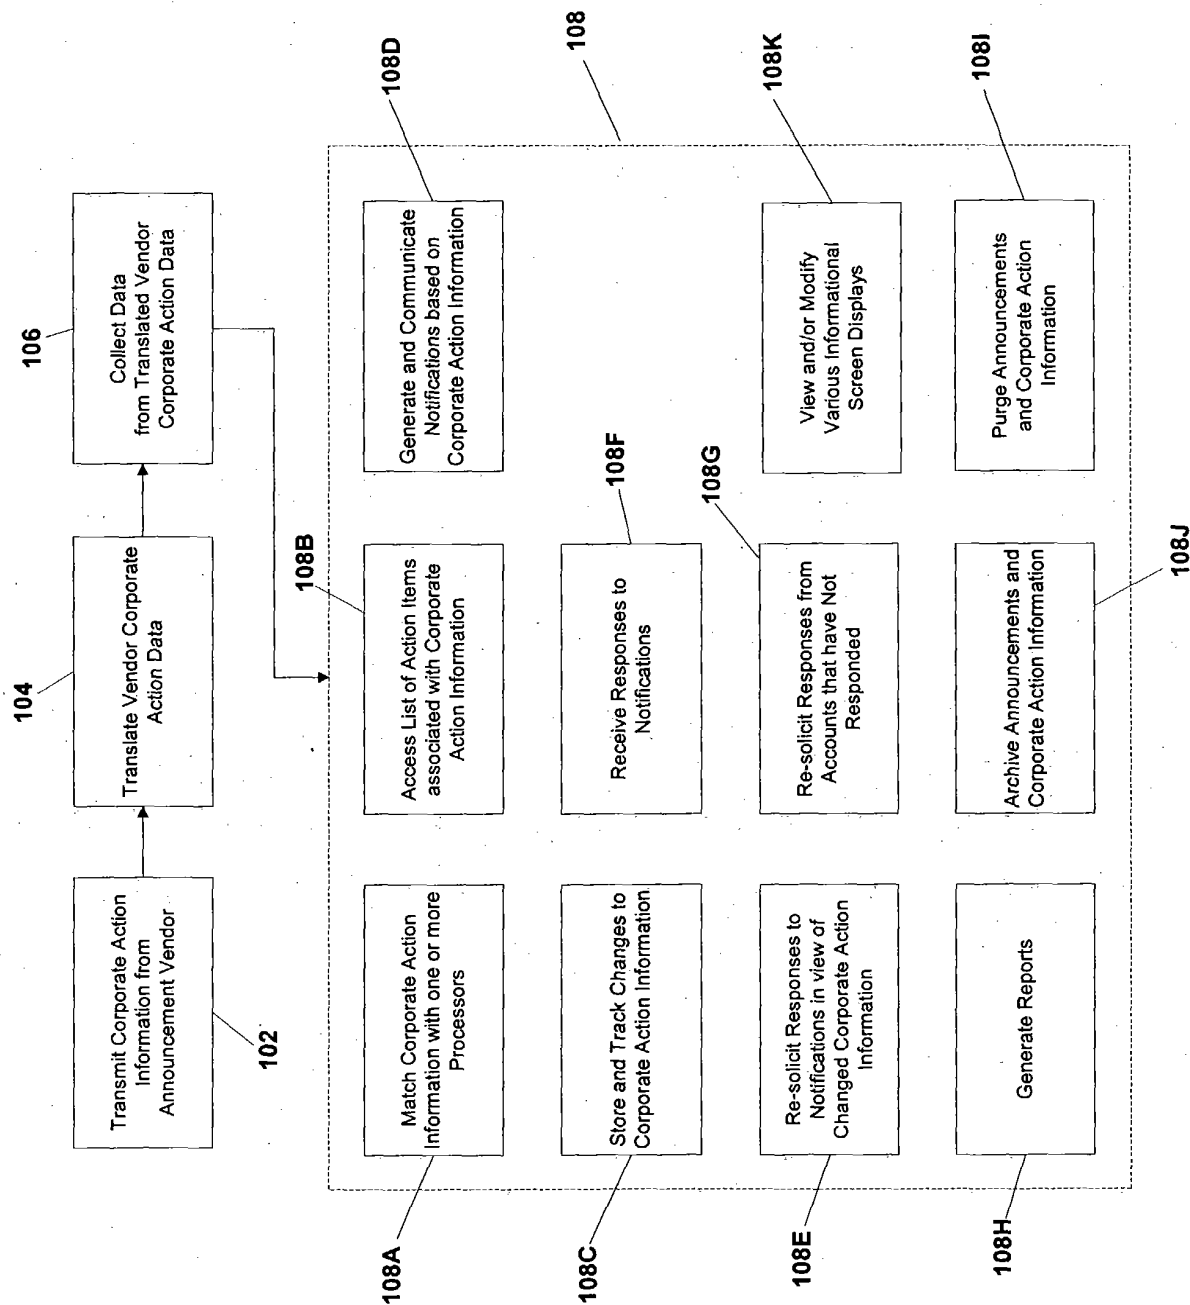 102
Transmit Corporate Action
Information from
Announcement Vendor
104
Translate Vendor Corporate
Action Data
106
Collect Data
from Translated Vendor
Corporate Action Data
108
108A
Match Corporate Action
Information with one or more
Processors
108B
Access List of Action Items
associated with Corporate
Action Information
108D
Generate and Communicate
Notifications based on
Corporate Action Information
108C
Store and Track Changes to
Corporate Action Information
108F
Receive Responses to
Notifications
108E
Re-solicit Responses to
Notifications in view of
Changed Corporate Action
Information
108G
Re-solicit Responses from
Accounts that have Not
Responded
108K
View and/or Modify
Various Informational
Screen Displays
108H
Generate Reports
108J
Archive Announcements and
Corporate Action Information
108I
Purge Announcements
and Corporate Action
Information